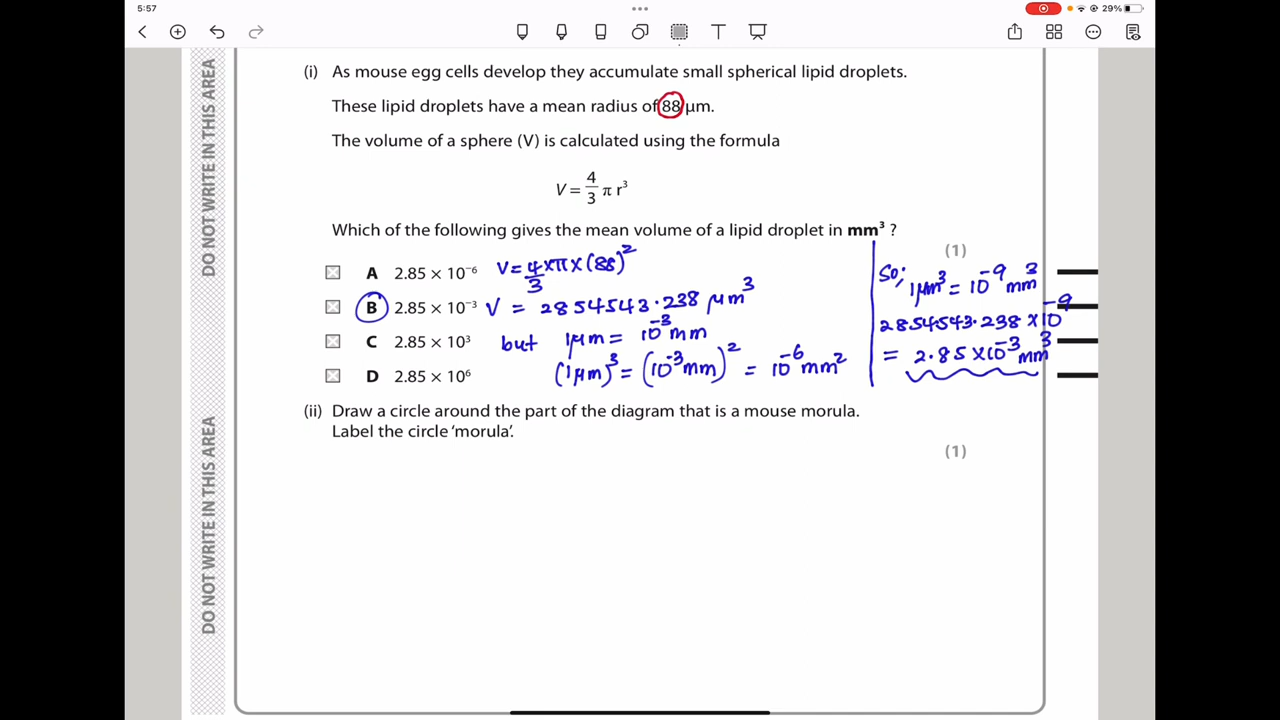 5:57
29%
DO NOT WRITE IN THIS AREA
DO NOT WRITE IN THIS AREA
(i) As mouse egg cells develop they accumulate small spherical lipid droplets.
These lipid droplets have a mean radius of 88 µm.
The volume of a sphere (V) is calculated using the formula
V = 4/3 π r³
Which of the following gives the mean volume of a lipid droplet in mm³ ?
(1)
A 2.85 × 10⁻⁶
B 2.85 × 10⁻³
C 2.85 × 10³
D 2.85 × 10⁶
V = 4/3 × π × (88)²
V = 2854543.238 µm³
but 1µm = 10⁻³ mm
(1µm)³ = (10⁻³mm)² = 10⁻⁶ mm²
So;
1µm³ = 10⁻⁹ mm³
2854543.238 × 10⁻⁹
= 2.85 × 10⁻³ mm³
(ii) Draw a circle around the part of the diagram that is a mouse morula.
Label the circle ‘morula’.
(1)